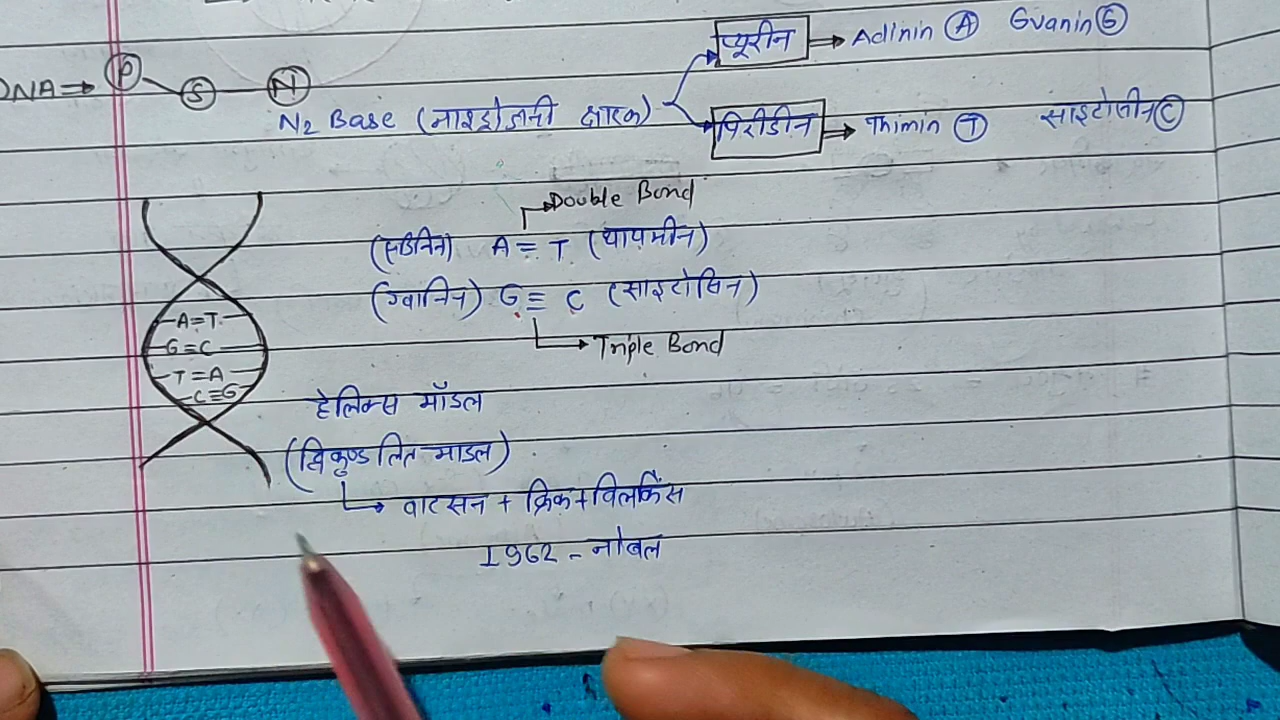 प्यूरीन → Adinin (A) Gvanin (G)
DNA ⇒ (P) (S) (N)
N2 Base (नाइट्रोजनी क्षारक)
पिरीडीन → Thimin (T) साइटोसीन (C)
Double Bond
(एडिनिन) A = T (थायमीन)
(ग्वानिन) G ≡ C (साइटोसिन)
Triple Bond
A=T
G=C
T=A
C≡G
हेलिक्स मॉडल
(द्विकुण्डलित माडल)
वाटसन + क्रिक + विलकिंस
1962 - नोबल